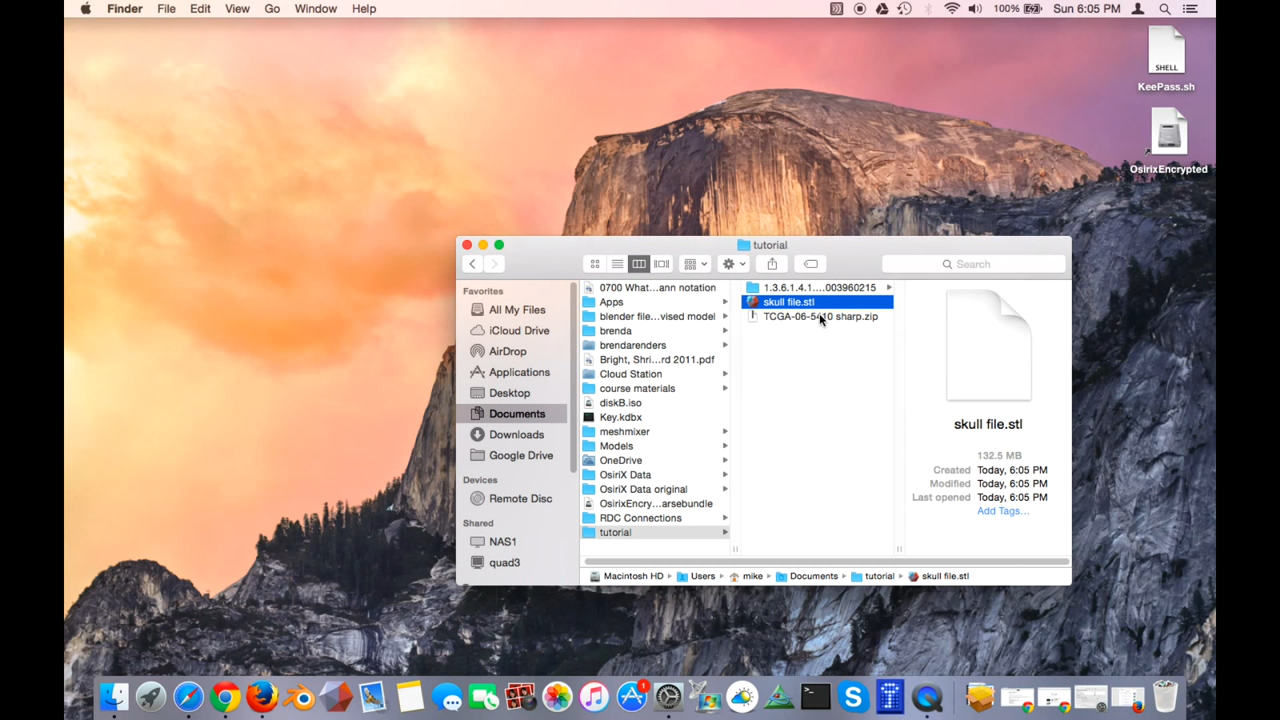 Finder File Edit View Go Window Help 100% Sun 6:05 PM
SHELL
KeePass.sh
OsirixEncrypted
tutorial
Search
Favorites
All My Files
iCloud Drive
AirDrop
Applications
Desktop
Documents
Downloads
Google Drive
Devices
Remote Disc
Shared
NAS1
quad3
0700 What...ann notation
Apps
blender file...vised model
brenda
brendarenders
Bright, Shri...rd 2011.pdf
Cloud Station
course materials
diskB.iso
Key.kdbx
meshmixer
Models
OneDrive
OsiriX Data
OsiriX Data original
OsirixEncry...arsebundle
RDC Connections
tutorial
1.3.6.1.4.1....003960215
skull file.stl
TCGA-06-5410 sharp.zip
skull file.stl
132.5 MB
Created Today, 6:05 PM
Modified Today, 6:05 PM
Last opened Today, 6:05 PM
Add Tags...
Macintosh HD Users mike Documents tutorial skull file.stl
1